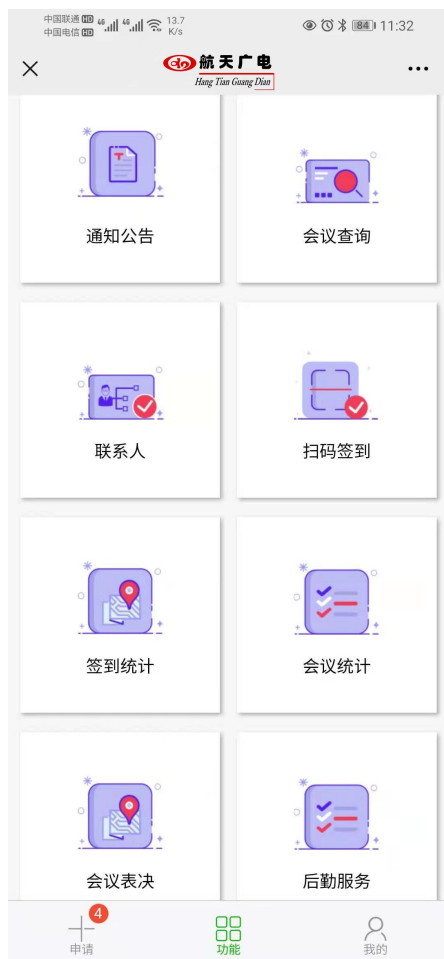 中国联通 HD 46 46 13.7
中国电信 HD K/s
84 11:32
航天广电
Hang Tian Guang Dian
通知公告
会议查询
联系人
扫码签到
签到统计
会议统计
会议表决
后勤服务
4
申请
功能
我的